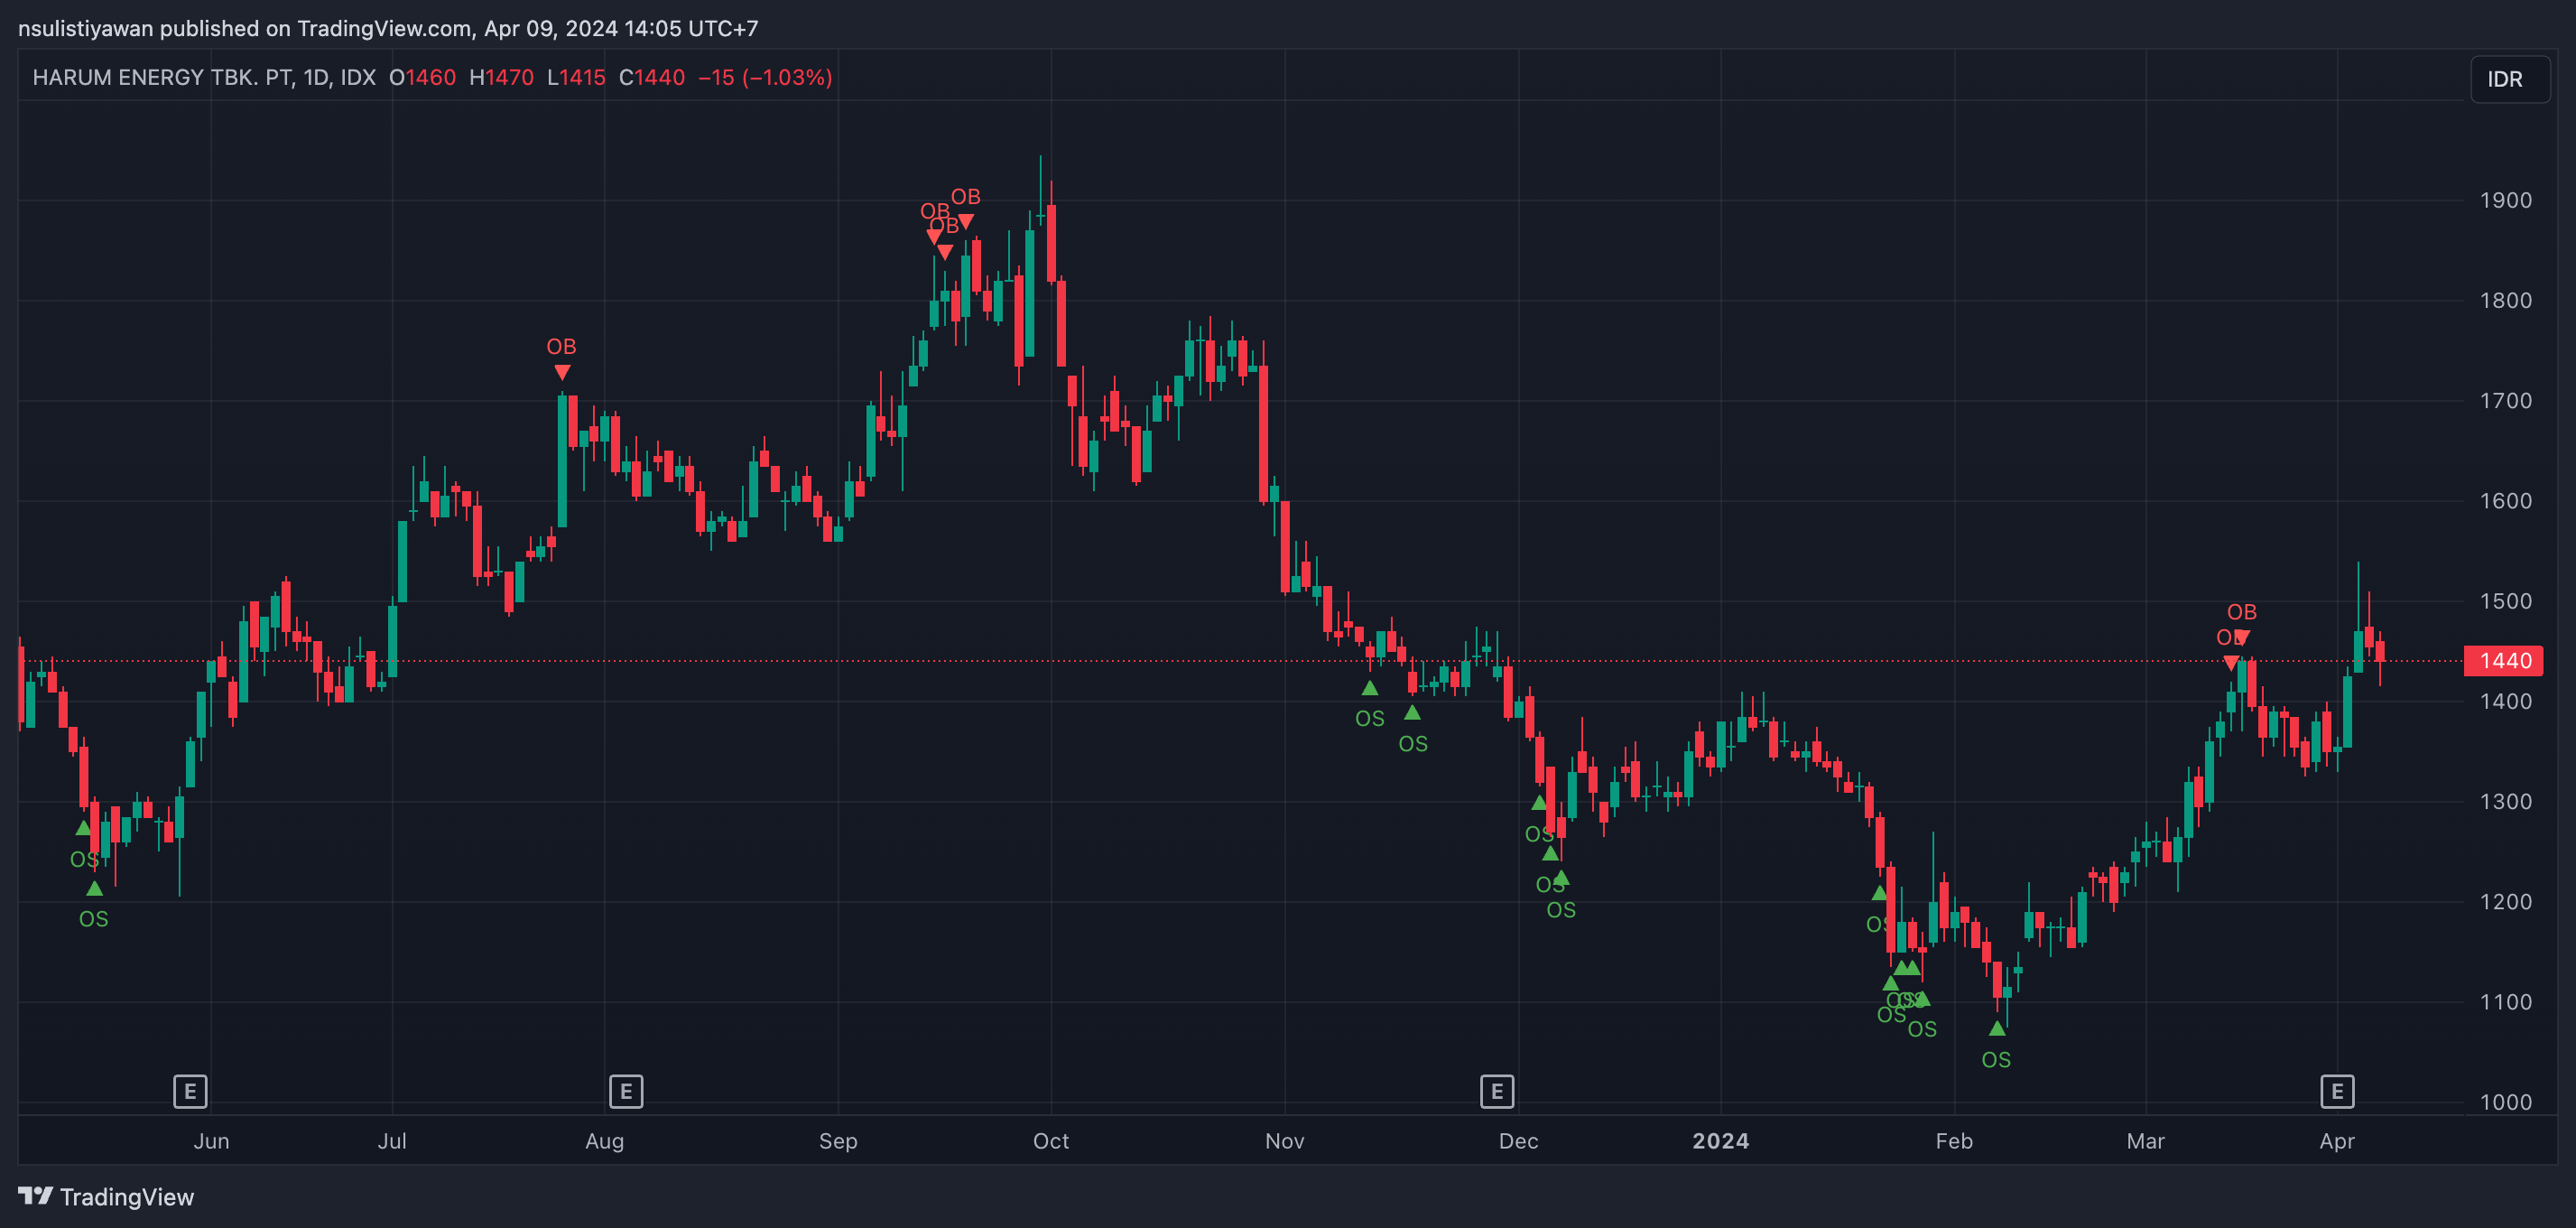 nsulistiyawan published on TradingView.com, Apr 09, 2024 14:05 UTC+7
HARUM ENERGY TBK. PT, 1D, IDX O1460 H1470 L1415 C1440 −15 (−1.03%)
IDR
1900
1800
1700
1600
1500
1440
1400
1300
1200
1100
1000
OB
OB
OB
OB
OB
OB
OS
OS
OS
OS
OS
OS
OS
OS
OS
OS
OS
OS
OS
E
E
E
E
Jun Jul Aug Sep Oct Nov Dec 2024 Feb Mar Apr
TradingView